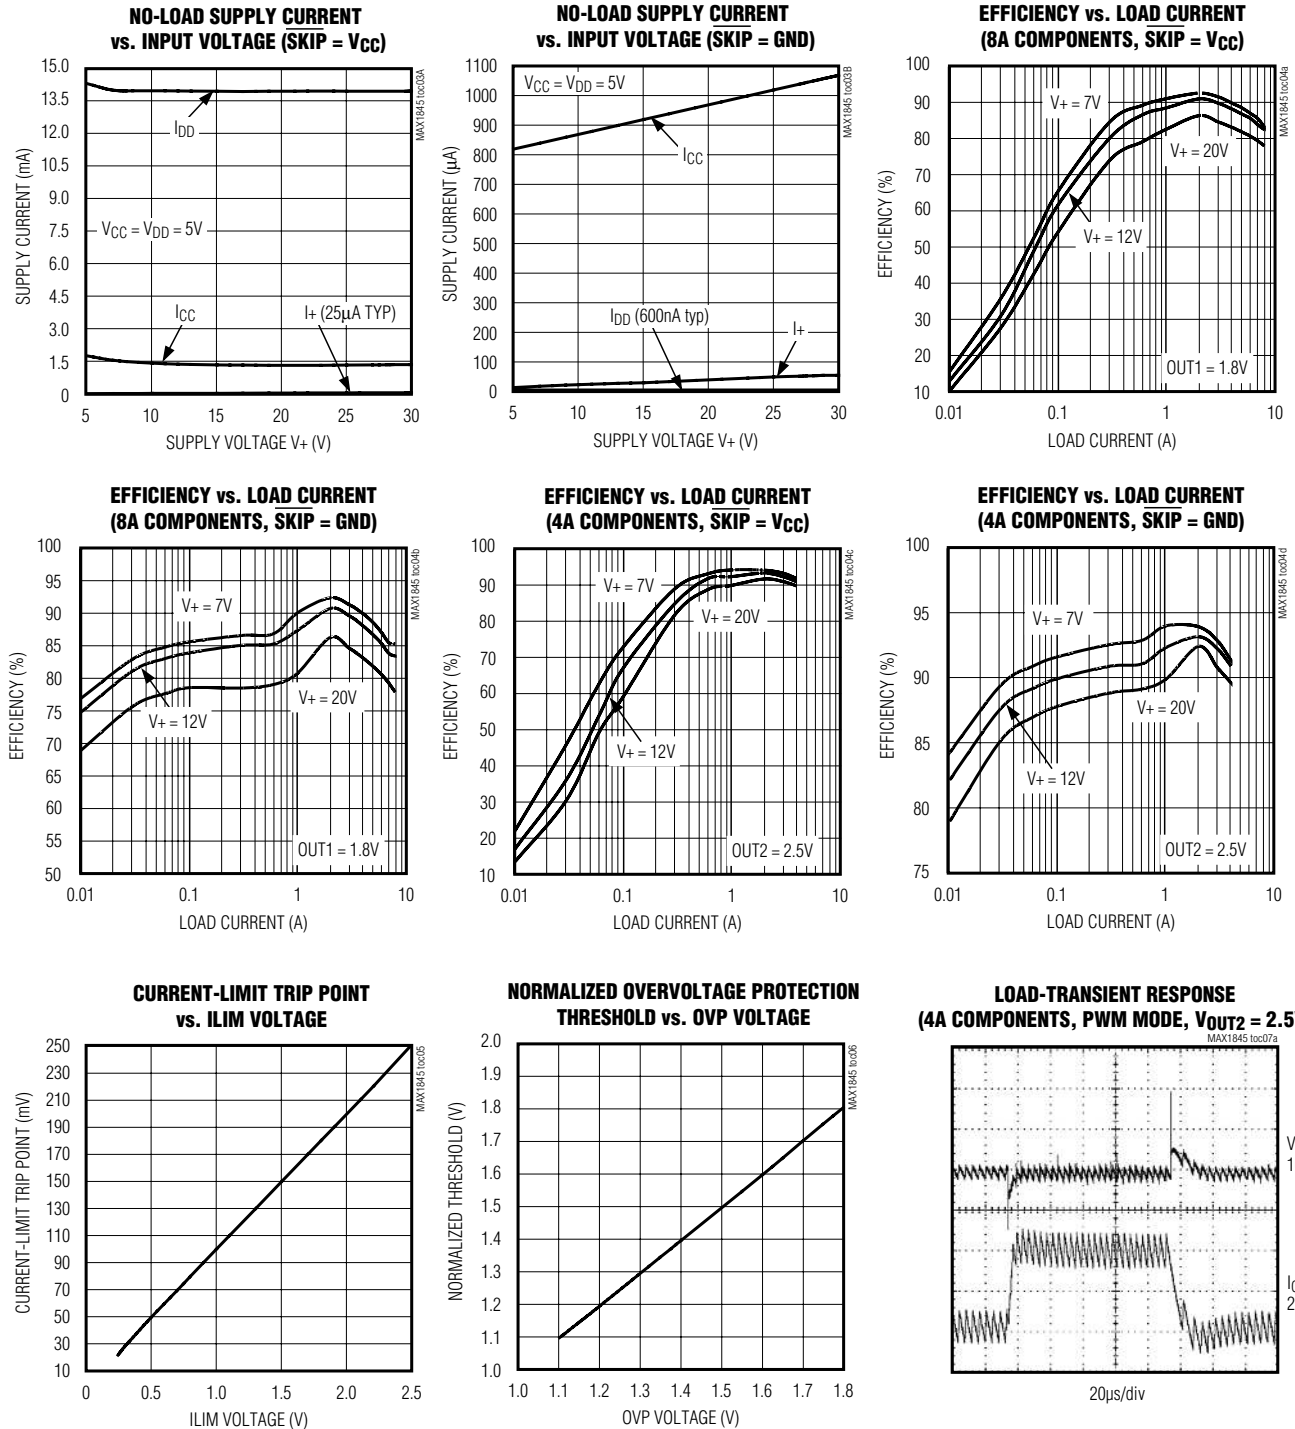 NO-LOAD SUPPLY CURRENT
vs. INPUT VOLTAGE (SKIP = VCC)
15.0
13.5
12.0
10.5
9.0
7.5
6.0
4.5
3.0
1.5
0
SUPPLY CURRENT (mA)
MAX1845 toc03A
IDD
VCC = VDD = 5V
ICC
I+ (25µA TYP)
5 10 15 20 25 30
SUPPLY VOLTAGE V+ (V)
NO-LOAD SUPPLY CURRENT
vs. INPUT VOLTAGE (SKIP = GND)
1100
1000
900
800
700
600
500
400
300
200
100
0
SUPPLY CURRENT (µA)
MAX1845 toc03B
VCC = VDD = 5V
ICC
IDD (600nA typ)
I+
5 10 15 20 25 30
SUPPLY VOLTAGE V+ (V)
EFFICIENCY vs. LOAD CURRENT
(8A COMPONENTS, SKIP = VCC)
100
90
80
70
60
50
40
30
20
10
EFFICIENCY (%)
MAX1845 toc04a
V+ = 7V
V+ = 20V
V+ = 12V
OUT1 = 1.8V
0.01 0.1 1 10
LOAD CURRENT (A)
EFFICIENCY vs. LOAD CURRENT
(8A COMPONENTS, SKIP = GND)
100
95
90
85
80
75
70
65
60
55
50
EFFICIENCY (%)
MAX1845 toc04b
V+ = 7V
V+ = 20V
V+ = 12V
OUT1 = 1.8V
0.01 0.1 1 10
LOAD CURRENT (A)
EFFICIENCY vs. LOAD CURRENT
(4A COMPONENTS, SKIP = VCC)
100
90
80
70
60
50
40
30
20
10
EFFICIENCY (%)
MAX1845 toc04c
V+ = 7V
V+ = 20V
V+ = 12V
OUT2 = 2.5V
0.01 0.1 1 10
LOAD CURRENT (A)
EFFICIENCY vs. LOAD CURRENT
(4A COMPONENTS, SKIP = GND)
100
95
90
85
80
75
EFFICIENCY (%)
MAX1845 toc04d
V+ = 7V
V+ = 20V
V+ = 12V
OUT2 = 2.5V
0.01 0.1 1 10
LOAD CURRENT (A)
CURRENT-LIMIT TRIP POINT
vs. ILIM VOLTAGE
250
230
210
190
170
150
130
110
90
70
50
30
10
CURRENT-LIMIT TRIP POINT (mV)
MAX1845 toc05
0 0.5 1.0 1.5 2.0 2.5
ILIM VOLTAGE (V)
NORMALIZED OVERVOLTAGE PROTECTION
THRESHOLD vs. OVP VOLTAGE
2.0
1.9
1.8
1.7
1.6
1.5
1.4
1.3
1.2
1.1
1.0
NORMALIZED THRESHOLD (V)
MAX1845 toc06
1.0 1.1 1.2 1.3 1.4 1.5 1.6 1.7 1.8
OVP VOLTAGE (V)
LOAD-TRANSIENT RESPONSE
(4A COMPONENTS, PWM MODE, VOUT2 = 2.5
MAX1845 toc07a
20µs/div